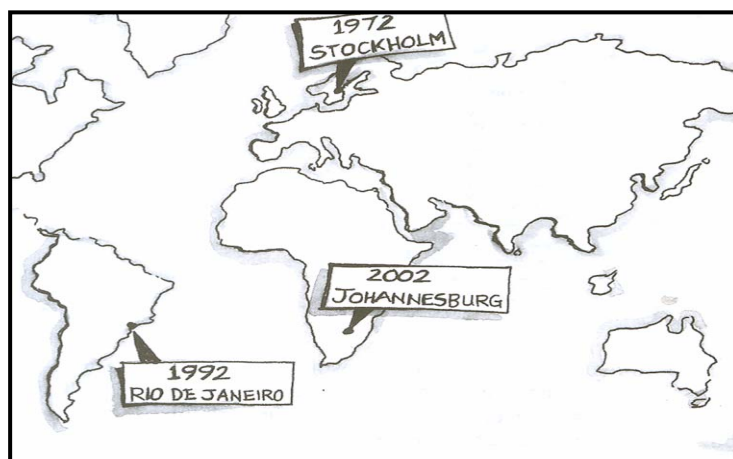 1972
STOCKHOLM
2002
JOHANNESBURG
1992
RIO DE JANEIRO